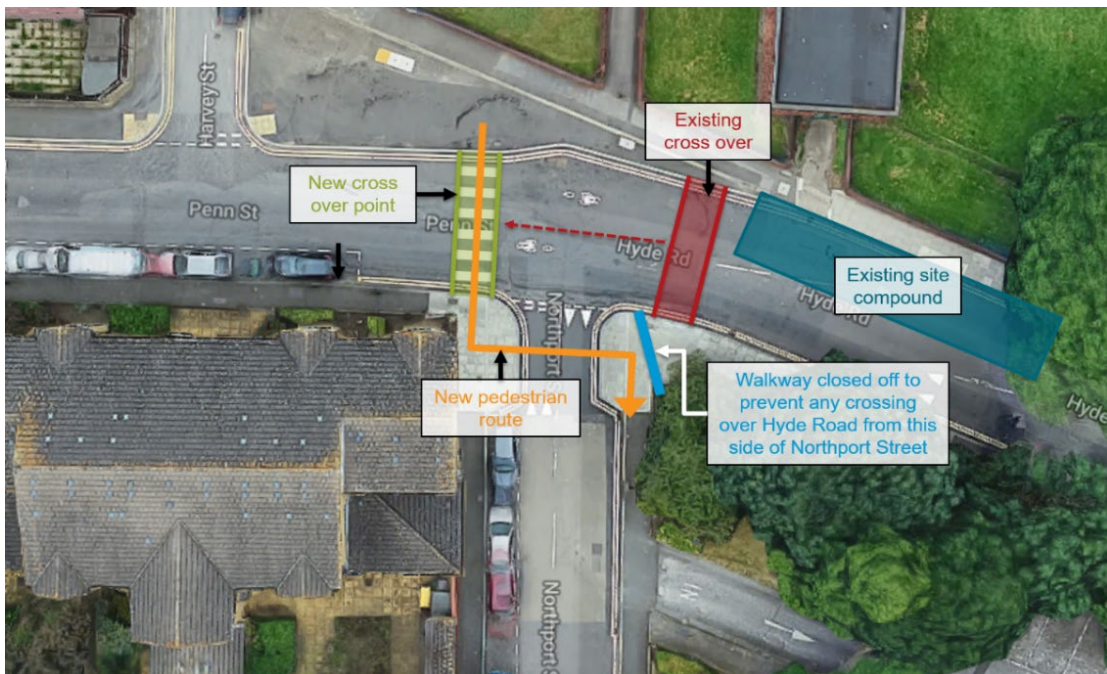 Harvey St
Existing
cross over
New cross
over point
Penn St
Penn St
Hyde Rd
Existing site
compound
Hyde Rd
Hyde
Northport St
New pedestrian
route
Walkway closed off to
prevent any crossing
over Hyde Road from this
side of Northport Street
Northport S